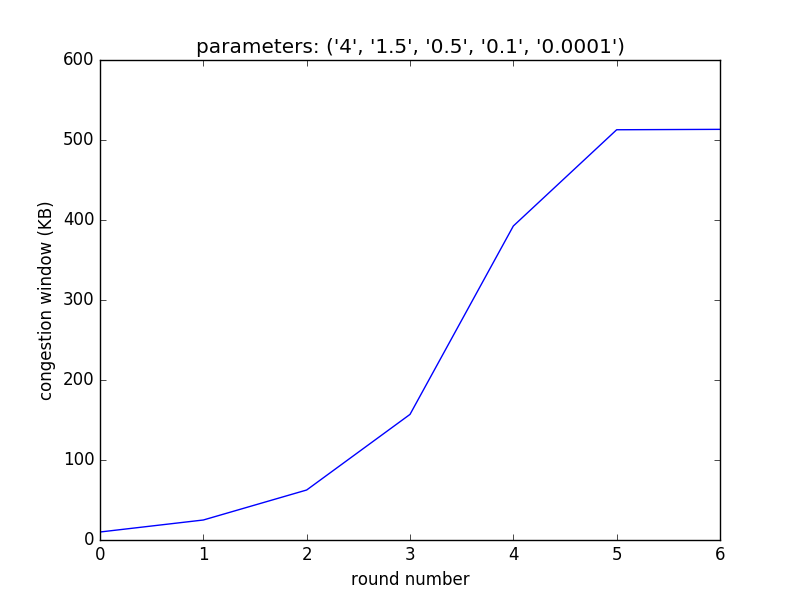 parameters: ('4', '1.5', '0.5', '0.1', '0.0001')
600
500
400
300
200
100
0
congestion window (KB)
0 1 2 3 4 5 6
round number